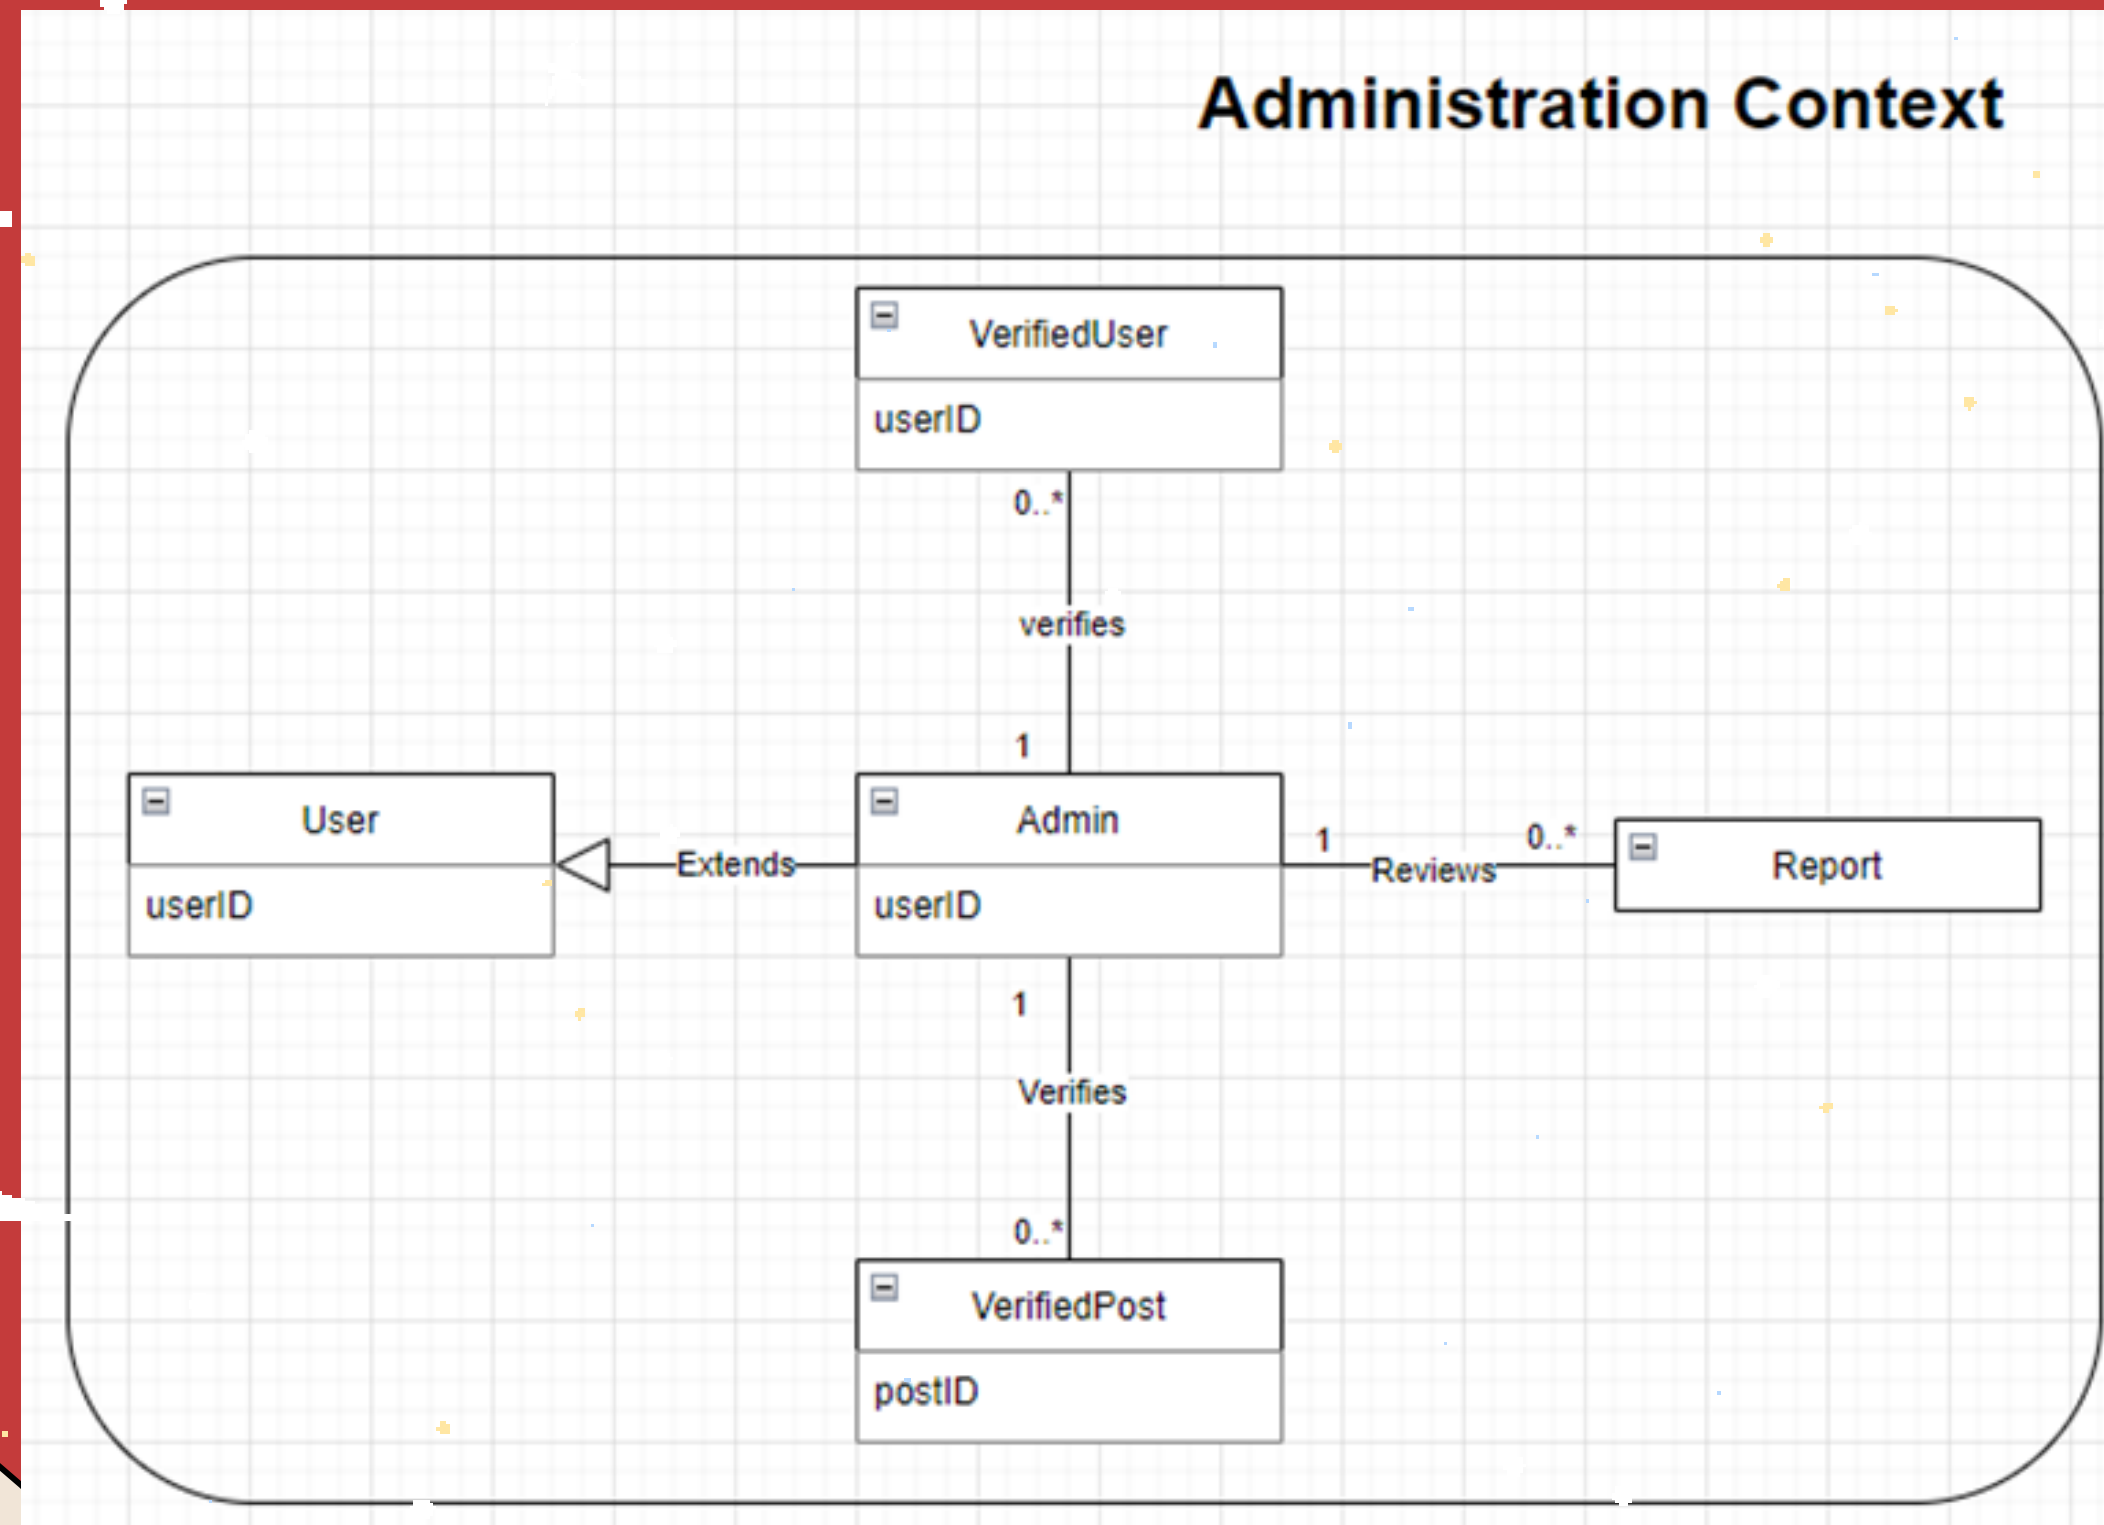 Administration Context
VerifiedUser
userID
0..*
verifies
1
User
userID
Extends
Admin
userID
1
Reviews
0..*
Report
1
Verifies
0..*
VerifiedPost
postID